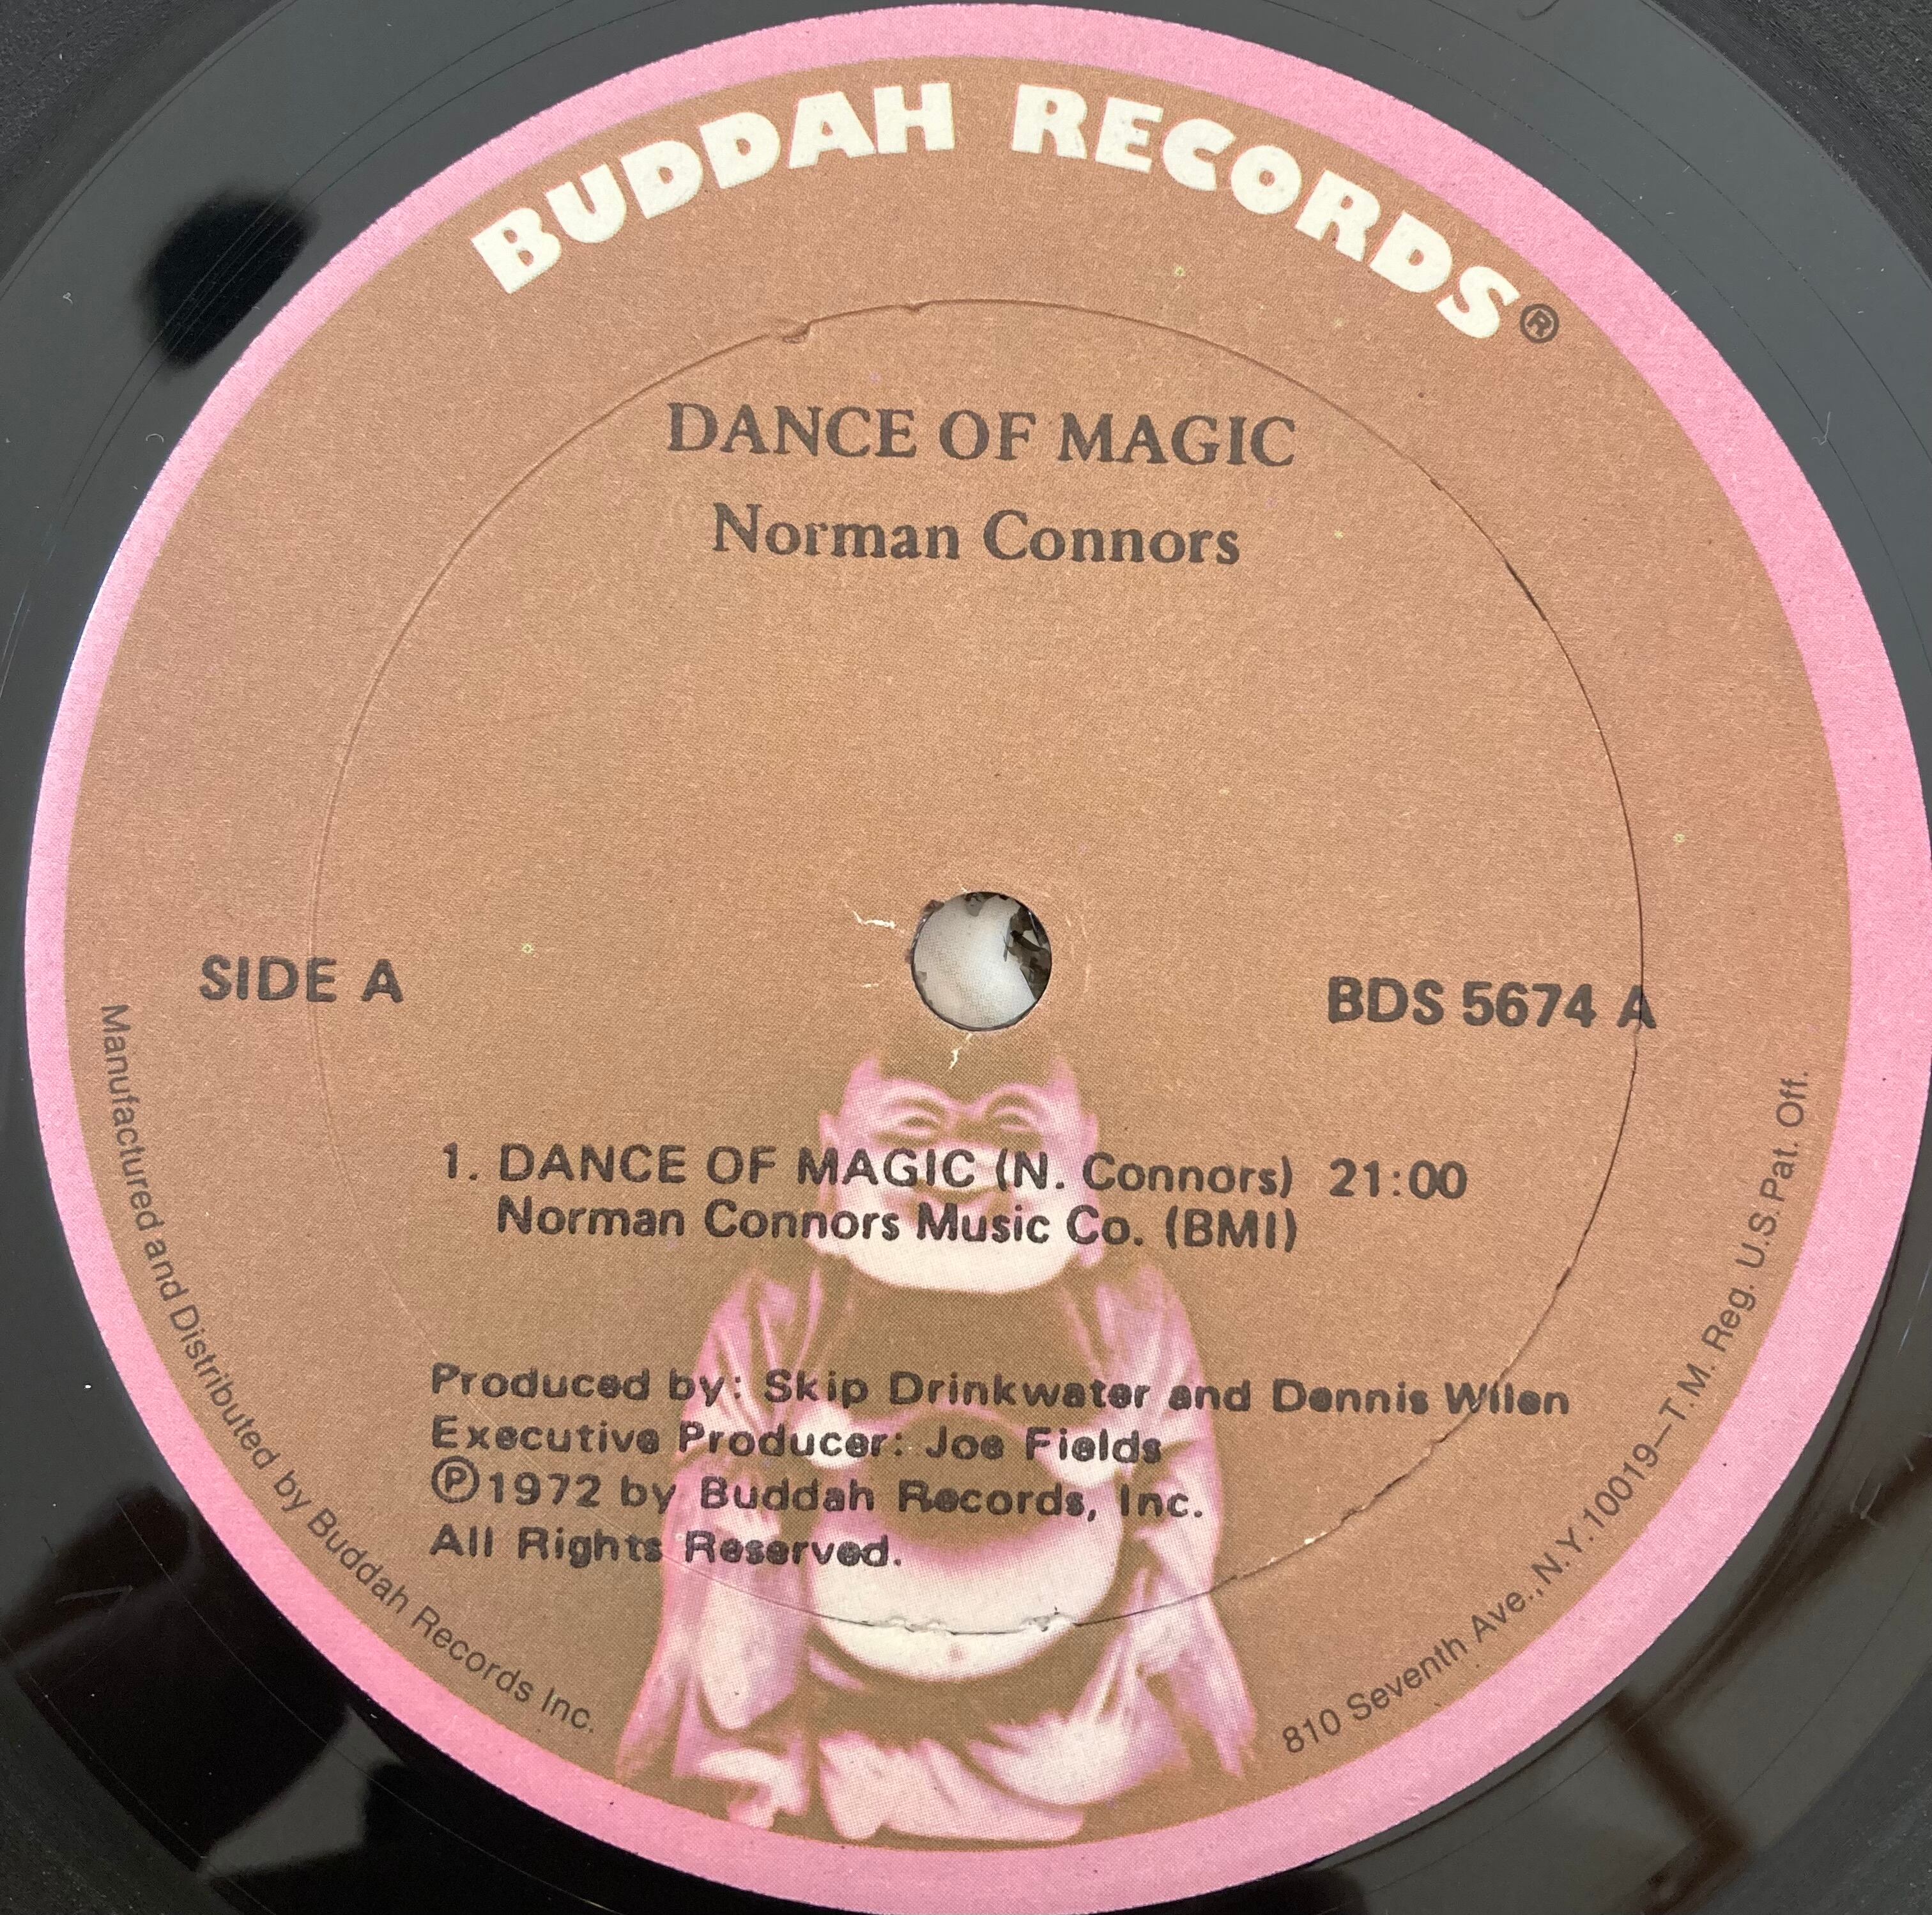 BUDDAH RECORDS®
DANCE OF MAGIC
Norman Connors
SIDE A
BDS 5674 A
1. DANCE OF MAGIC (N. Connors) 21:00
Norman Connors Music Co. (BMI)
Produced by: Skip Drinkwater and Dennis Wilen
Executive Producer: Joe Fields
℗1972 by Buddah Records, Inc.
All Rights Reserved.
Manufactured and Distributed by Buddah Records Inc.
810 Seventh Ave., N.Y. 10019—T.M. Reg. U.S. Pat. Off.